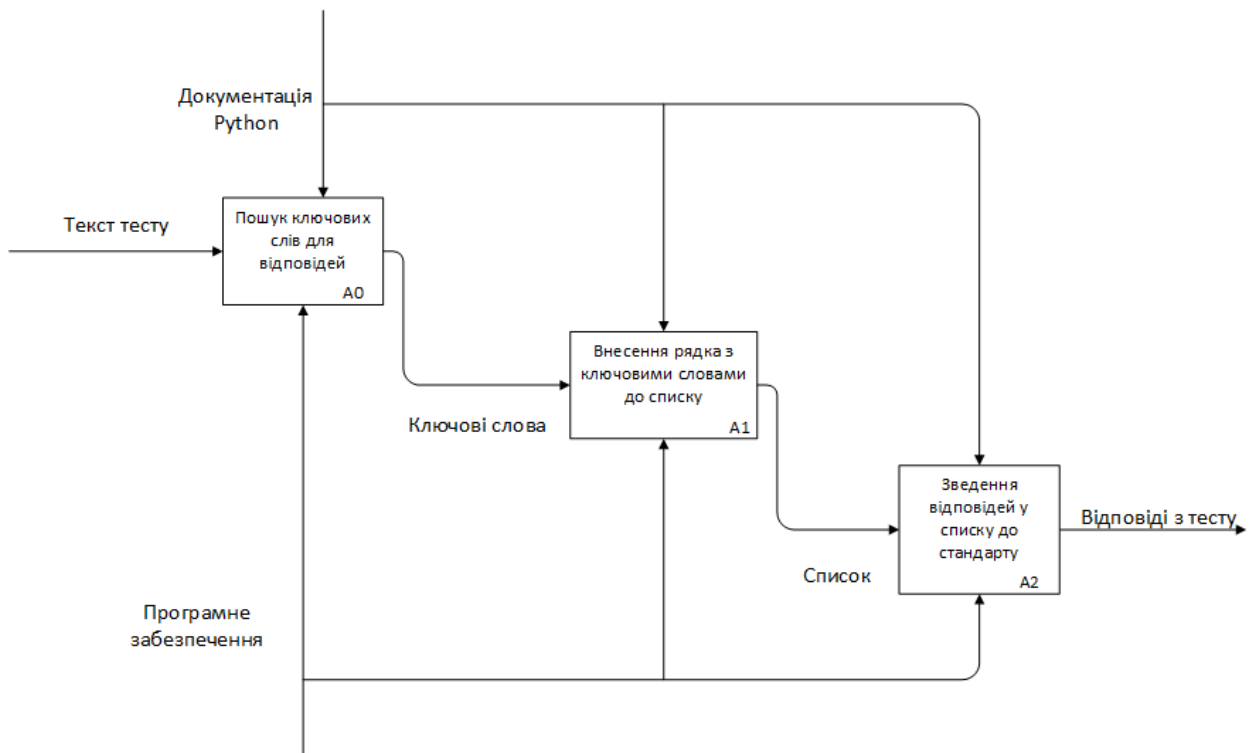 Документація
Python
Текст тесту
Пошук ключових
слів для
відповідей
A0
Внесення рядка з
ключовими словами
до списку
A1
Ключові слова
Зведення
відповідей у
списку до
стандарту
A2
Відповіді з тесту
Список
Програмне
забезпечення